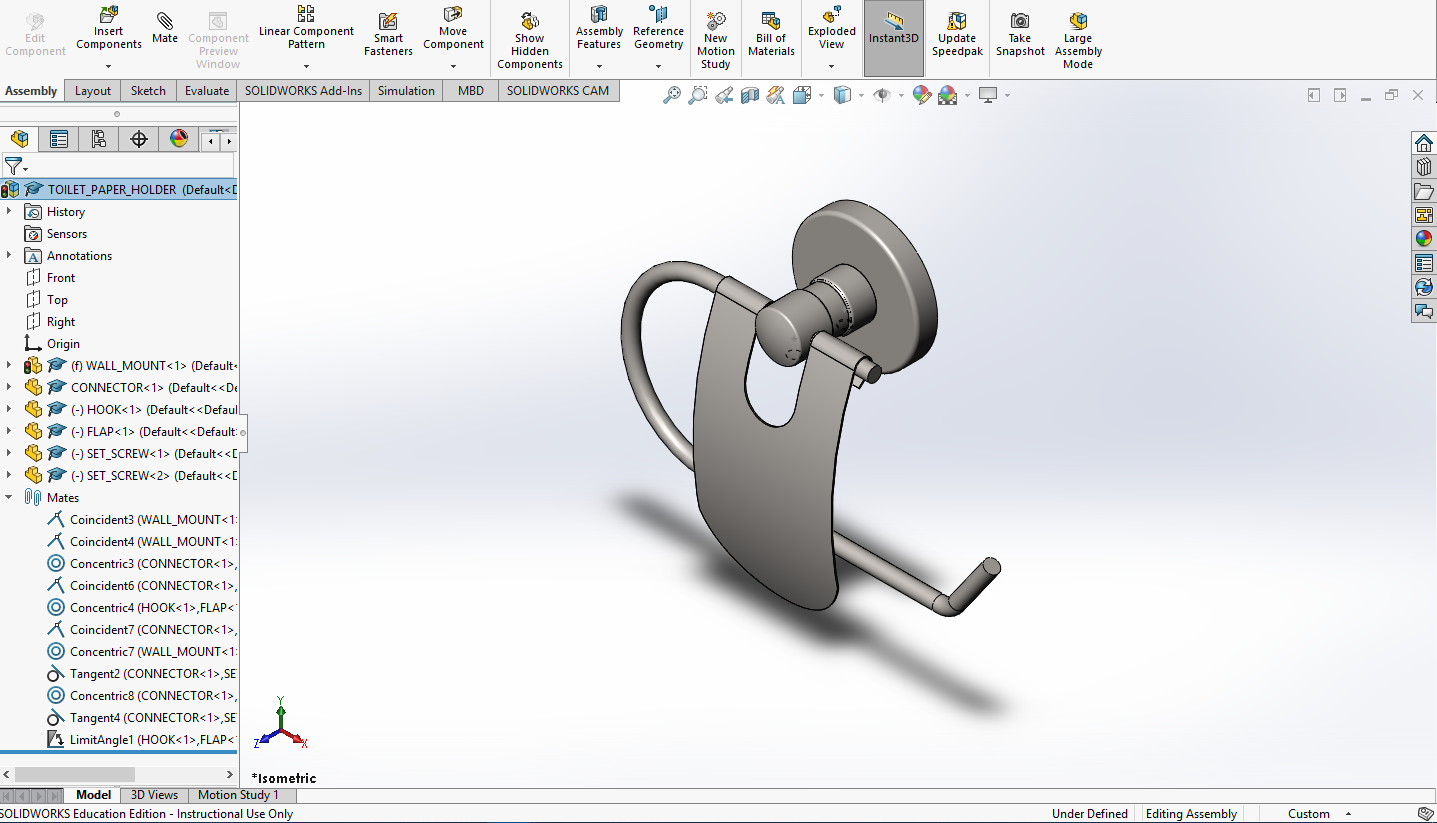 Edit
Component
Insert
Components
Mate
Component
Preview
Window
Linear Component
Pattern
Smart
Fasteners
Move
Component
Show
Hidden
Components
Assembly
Features
Reference
Geometry
New
Motion
Study
Bill of
Materials
Exploded
View
Instant3D
Update
Speedpak
Take
Snapshot
Large
Assembly
Mode
Assembly Layout Sketch Evaluate SOLIDWORKS Add-Ins Simulation MBD SOLIDWORKS CAM
TOILET_PAPER_HOLDER (Default<D
History
Sensors
Annotations
Front
Top
Right
Origin
(f) WALL_MOUNT<1> (Default<
CONNECTOR<1> (Default<<De
(-) HOOK<1> (Default<<Defaul
(-) FLAP<1> (Default<<Default
(-) SET_SCREW<1> (Default<<D
(-) SET_SCREW<2> (Default<<D
Mates
Coincident3 (WALL_MOUNT<1>
Coincident4 (WALL_MOUNT<1>
Concentric3 (CONNECTOR<1>,
Coincident6 (CONNECTOR<1>,
Concentric4 (HOOK<1>,FLAP<
Coincident7 (CONNECTOR<1>,
Concentric7 (WALL_MOUNT<1>
Tangent2 (CONNECTOR<1>,SE
Concentric8 (CONNECTOR<1>,
Tangent4 (CONNECTOR<1>,SE
LimitAngle1 (HOOK<1>,FLAP<
Y
Z X
*Isometric
Model 3D Views Motion Study 1
SOLIDWORKS Education Edition - Instructional Use Only Under Defined Editing Assembly Custom